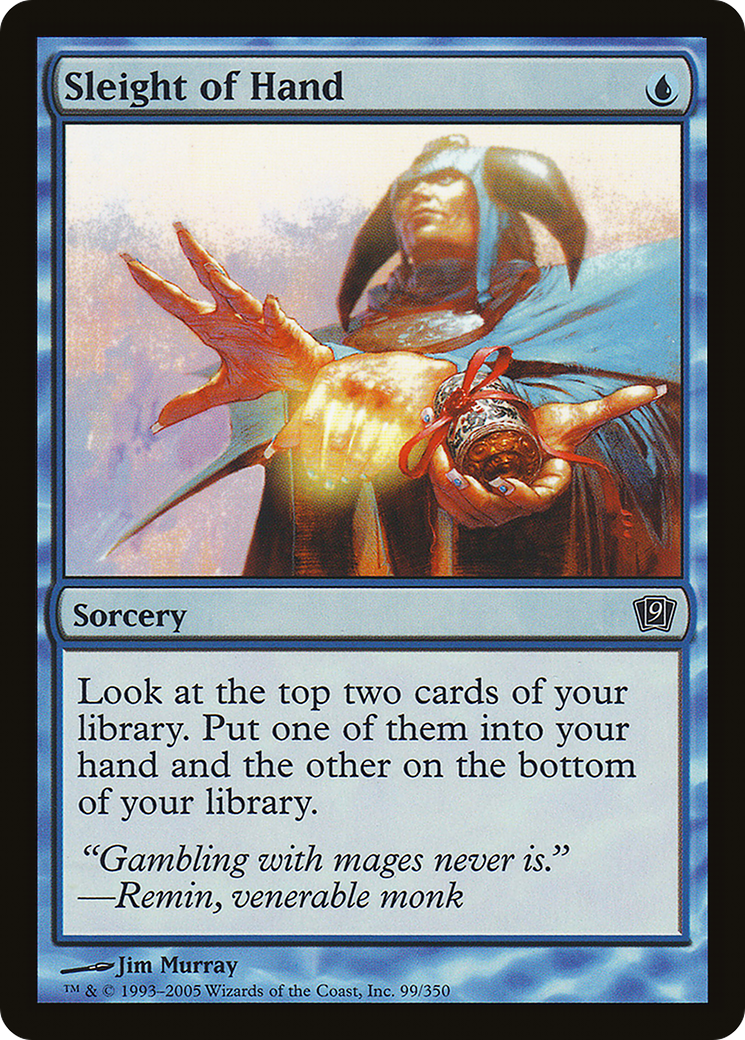 Sleight of Hand
Sorcery
9
Look at the top two cards of your
library. Put one of them into your
hand and the other on the bottom
of your library.
“Gambling with mages never is.”
—Remin, venerable monk
Jim Murray
™ & © 1993–2005 Wizards of the Coast, Inc. 99/350